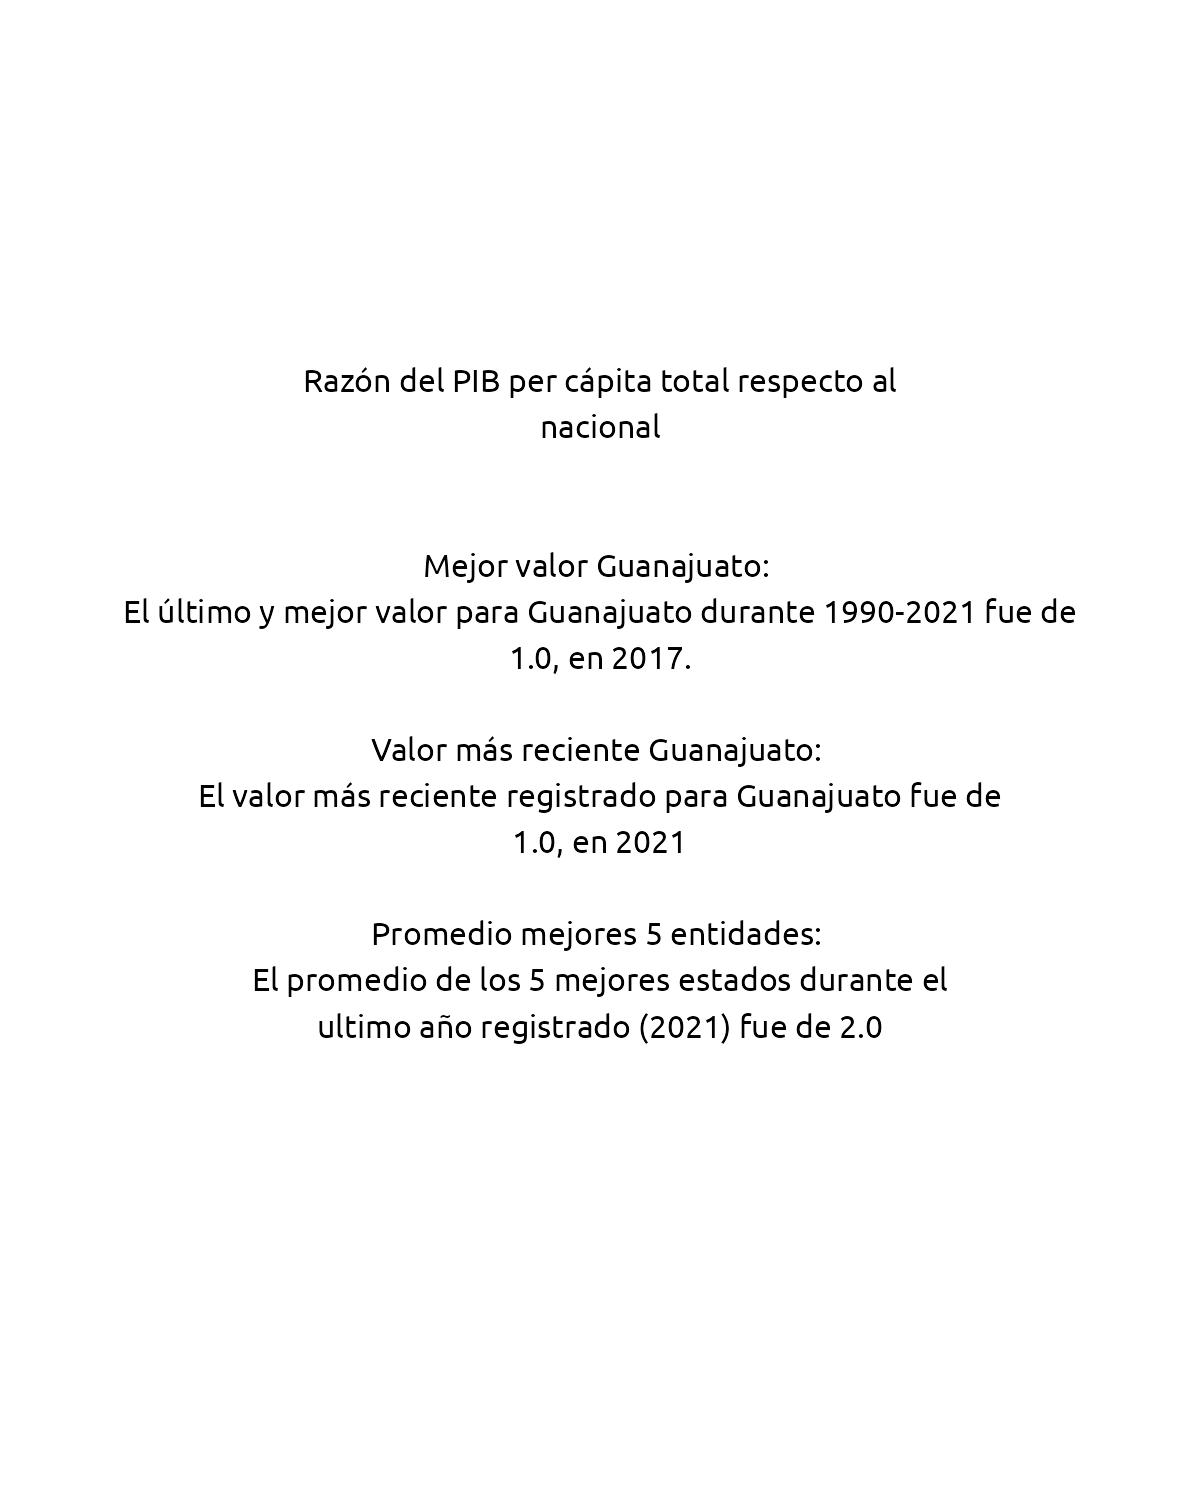 Razón del PIB per cápita total respecto al
nacional
Mejor valor Guanajuato:
El último y mejor valor para Guanajuato durante 1990-2021 fue de
1.0, en 2017.
Valor más reciente Guanajuato:
El valor más reciente registrado para Guanajuato fue de
1.0, en 2021
Promedio mejores 5 entidades:
El promedio de los 5 mejores estados durante el
ultimo año registrado (2021) fue de 2.0